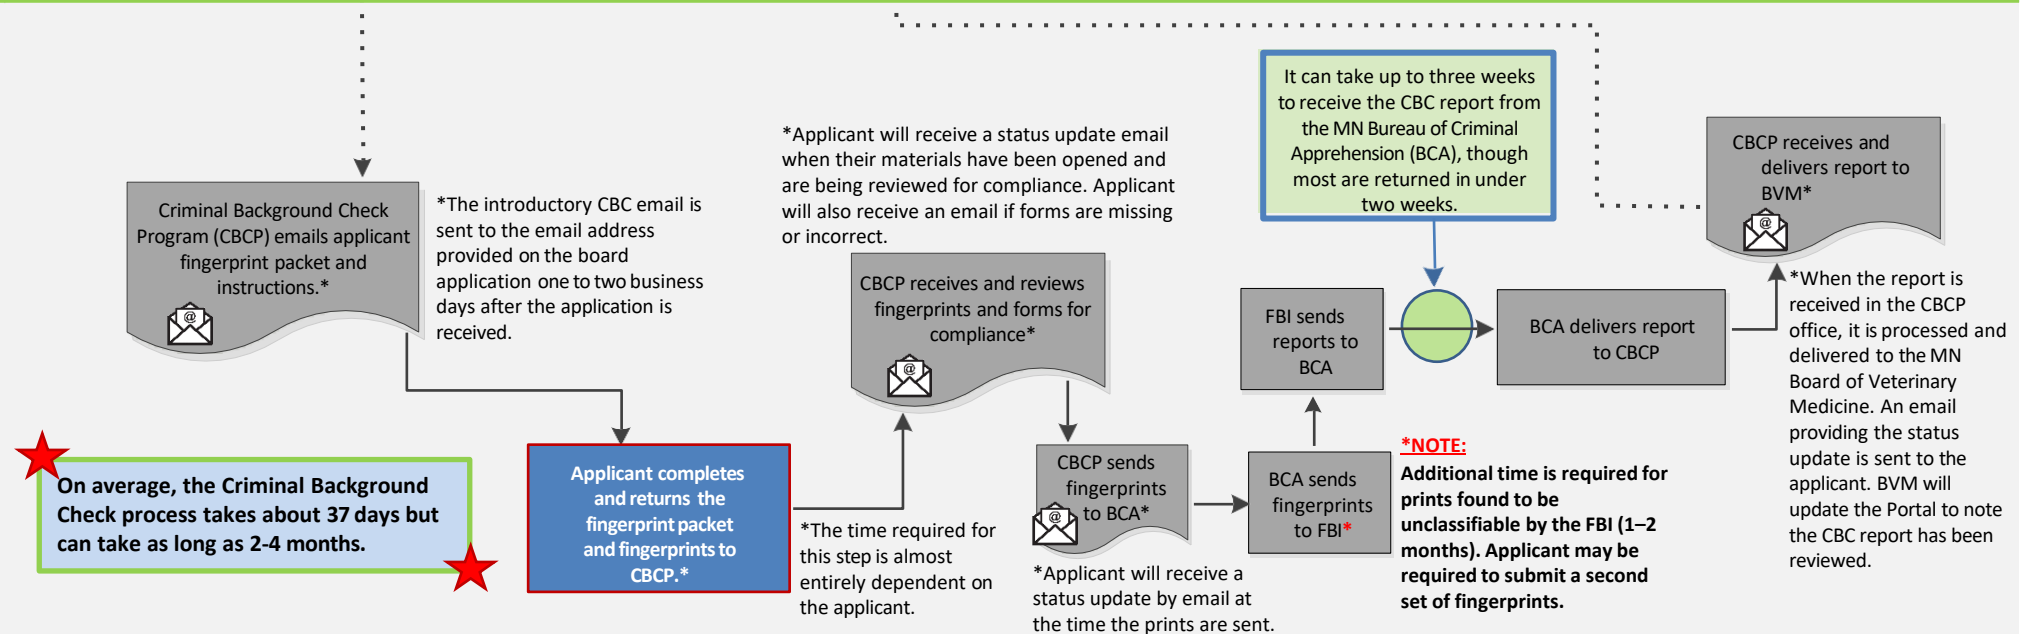 Criminal Background Check
Program (CBCP) emails applicant
fingerprint packet and
instructions.*
@
*The introductory CBC email is
sent to the email address
provided on the board
application one to two business
days after the application is
received.
On average, the Criminal Background
Check process takes about 37 days but
can take as long as 2-4 months.
Applicant completes
and returns the
fingerprint packet
and fingerprints to
CBCP.*
*The time required for
this step is almost
entirely dependent on
the applicant.
*Applicant will receive a status update email
when their materials have been opened and
are being reviewed for compliance. Applicant
will also receive an email if forms are missing
or incorrect.
CBCP receives and reviews
fingerprints and forms for
compliance*
@
CBCP sends
fingerprints
to BCA*
@
*Applicant will receive a
status update by email at
the time the prints are sent.
BCA sends
fingerprints
to FBI*
*NOTE:
Additional time is required for
prints found to be
unclassifiable by the FBI (1–2
months). Applicant may be
required to submit a second
set of fingerprints.
FBI sends
reports to
BCA
It can take up to three weeks
to receive the CBC report from
the MN Bureau of Criminal
Apprehension (BCA), though
most are returned in under
two weeks.
BCA delivers report
to CBCP
CBCP receives and
delivers report to
BVM*
@
*When the report is
received in the CBCP
office, it is processed and
delivered to the MN
Board of Veterinary
Medicine. An email
providing the status
update is sent to the
applicant. BVM will
update the Portal to note
the CBC report has been
reviewed.